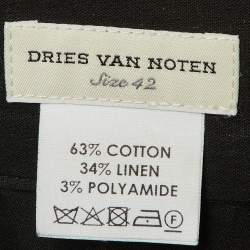 DRIES VAN NOTEN
Size 42
63% COTTON
34% LINEN
3% POLYAMIDE
F